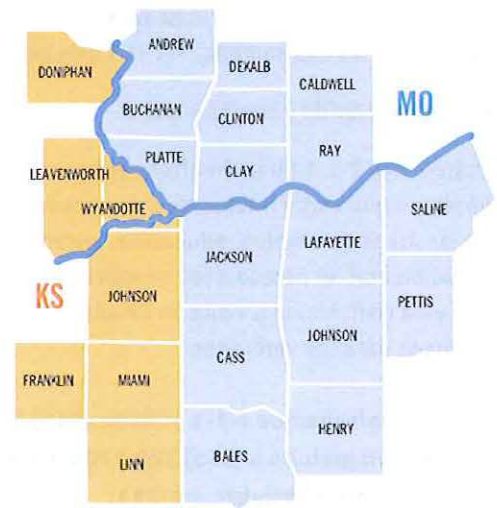 ANDREW
DONIPHAN
DEKALB
CALDWELL
MO
BUCHANAN
CLINTON
PLATTE
RAY
LEAVENWORTH
CLAY
WYANDOTTE
SALINE
LAFAYETTE
JACKSON
KS
JOHNSON
PETTIS
JOHNSON
CASS
FRANKLIN
MIAMI
HENRY
LINN
BALES